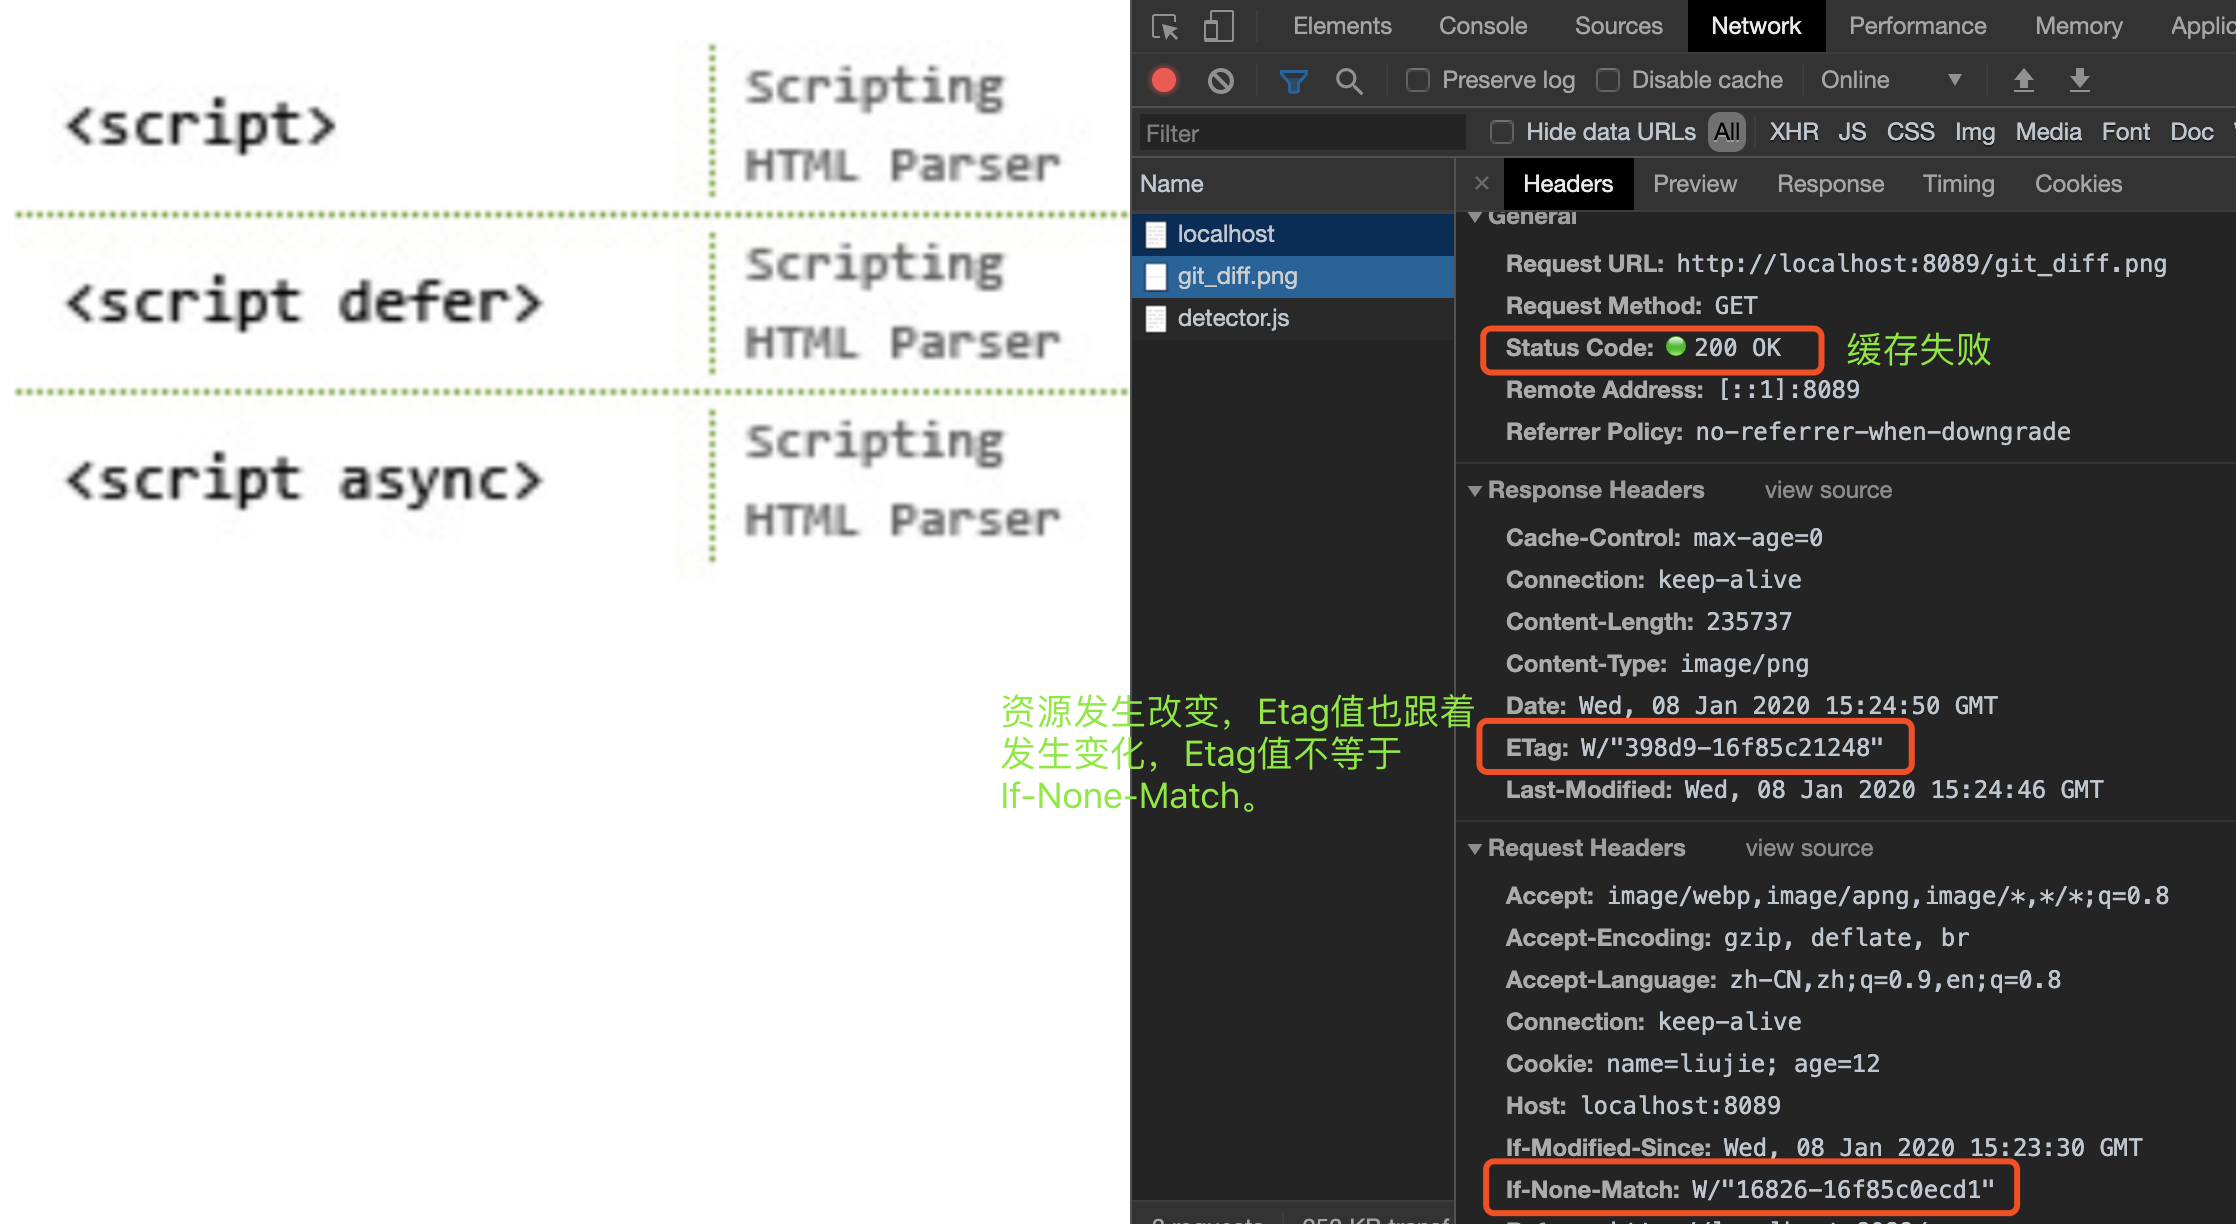 <script>
Scripting
HTML Parser
<script defer>
Scripting
HTML Parser
<script async>
Scripting
HTML Parser
资源发生改变，Etag值也跟着
发生变化，Etag值不等于
If-None-Match。
Elements Console Sources Network Performance Memory
Preserve log Disable cache Online
Filter Hide data URLs All XHR JS CSS Img Media Font Doc
Name
localhost
git_diff.png
detector.js
Headers Preview Response Timing Cookies
General
Request URL: http://localhost:8089/git_diff.png
Request Method: GET
Status Code: 200 OK 缓存失败
Remote Address: [::1]:8089
Referrer Policy: no-referrer-when-downgrade
Response Headers view source
Cache-Control: max-age=0
Connection: keep-alive
Content-Length: 235737
Content-Type: image/png
Date: Wed, 08 Jan 2020 15:24:50 GMT
ETag: W/"398d9-16f85c21248"
Last-Modified: Wed, 08 Jan 2020 15:24:46 GMT
Request Headers view source
Accept: image/webp,image/apng,image/*,*/*;q=0.8
Accept-Encoding: gzip, deflate, br
Accept-Language: zh-CN,zh;q=0.9,en;q=0.8
Connection: keep-alive
Cookie: name=liujie; age=12
Host: localhost:8089
If-Modified-Since: Wed, 08 Jan 2020 15:23:30 GMT
If-None-Match: W/"16826-16f85c0ecd1"